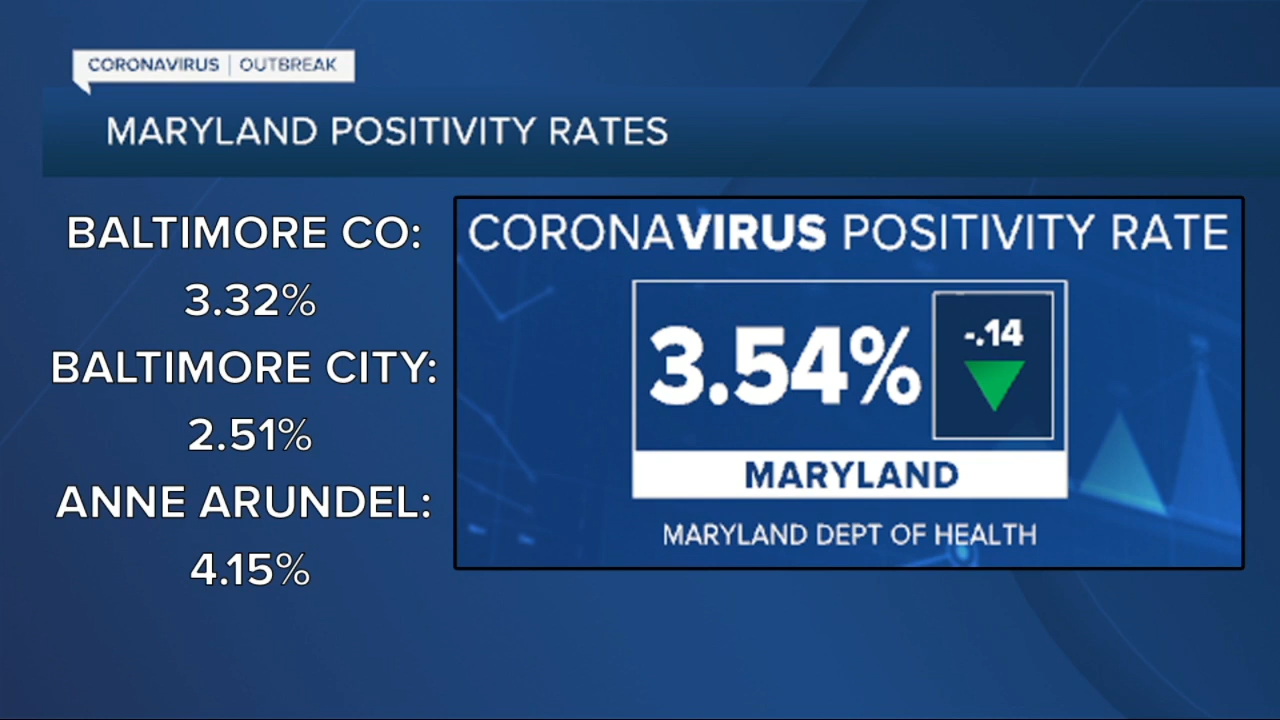 CORONAVIRUS | OUTBREAK
MARYLAND POSITIVITY RATES
BALTIMORE CO:
3.32%
BALTIMORE CITY:
2.51%
ANNE ARUNDEL:
4.15%
CORONAVIRUS POSITIVITY RATE
3.54%
-.14
MARYLAND
MARYLAND DEPT OF HEALTH